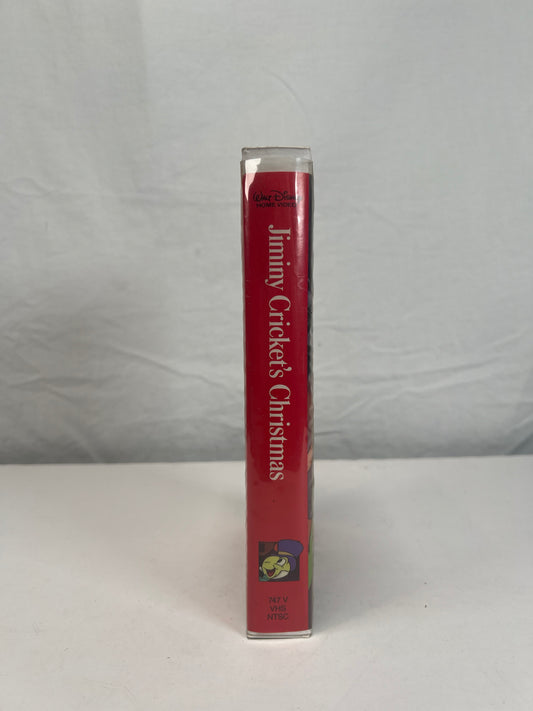 Walt Disney
HOME VIDEO
Jiminy Cricket's Christmas
747 V
VHS
NTSC